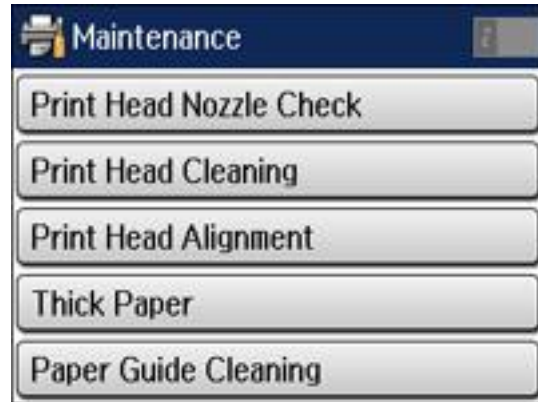 Maintenance
Print Head Nozzle Check
Print Head Cleaning
Print Head Alignment
Thick Paper
Paper Guide Cleaning